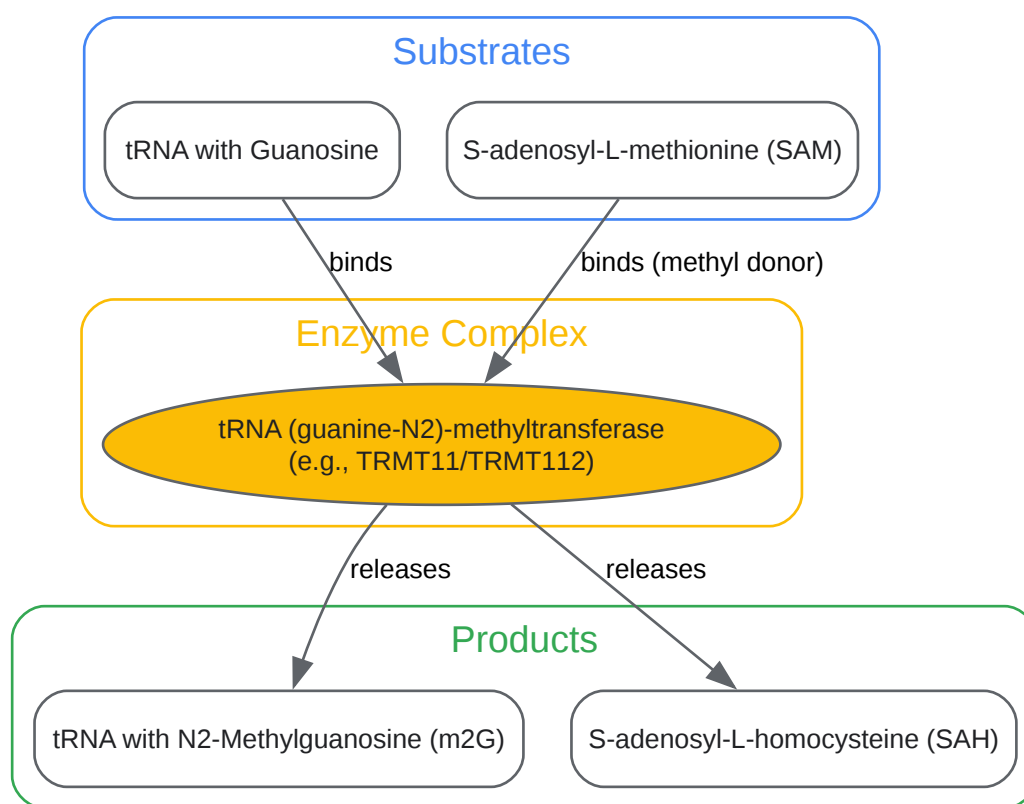 Substrates
tRNA with Guanosine
S-adenosyl-L-methionine (SAM)
binds
binds (methyl donor)
Enzyme Complex
tRNA (guanine-N2)-methyltransferase
(e.g., TRMT11/TRMT112)
releases
releases
Products
tRNA with N2-Methylguanosine (m2G)
S-adenosyl-L-homocysteine (SAH)